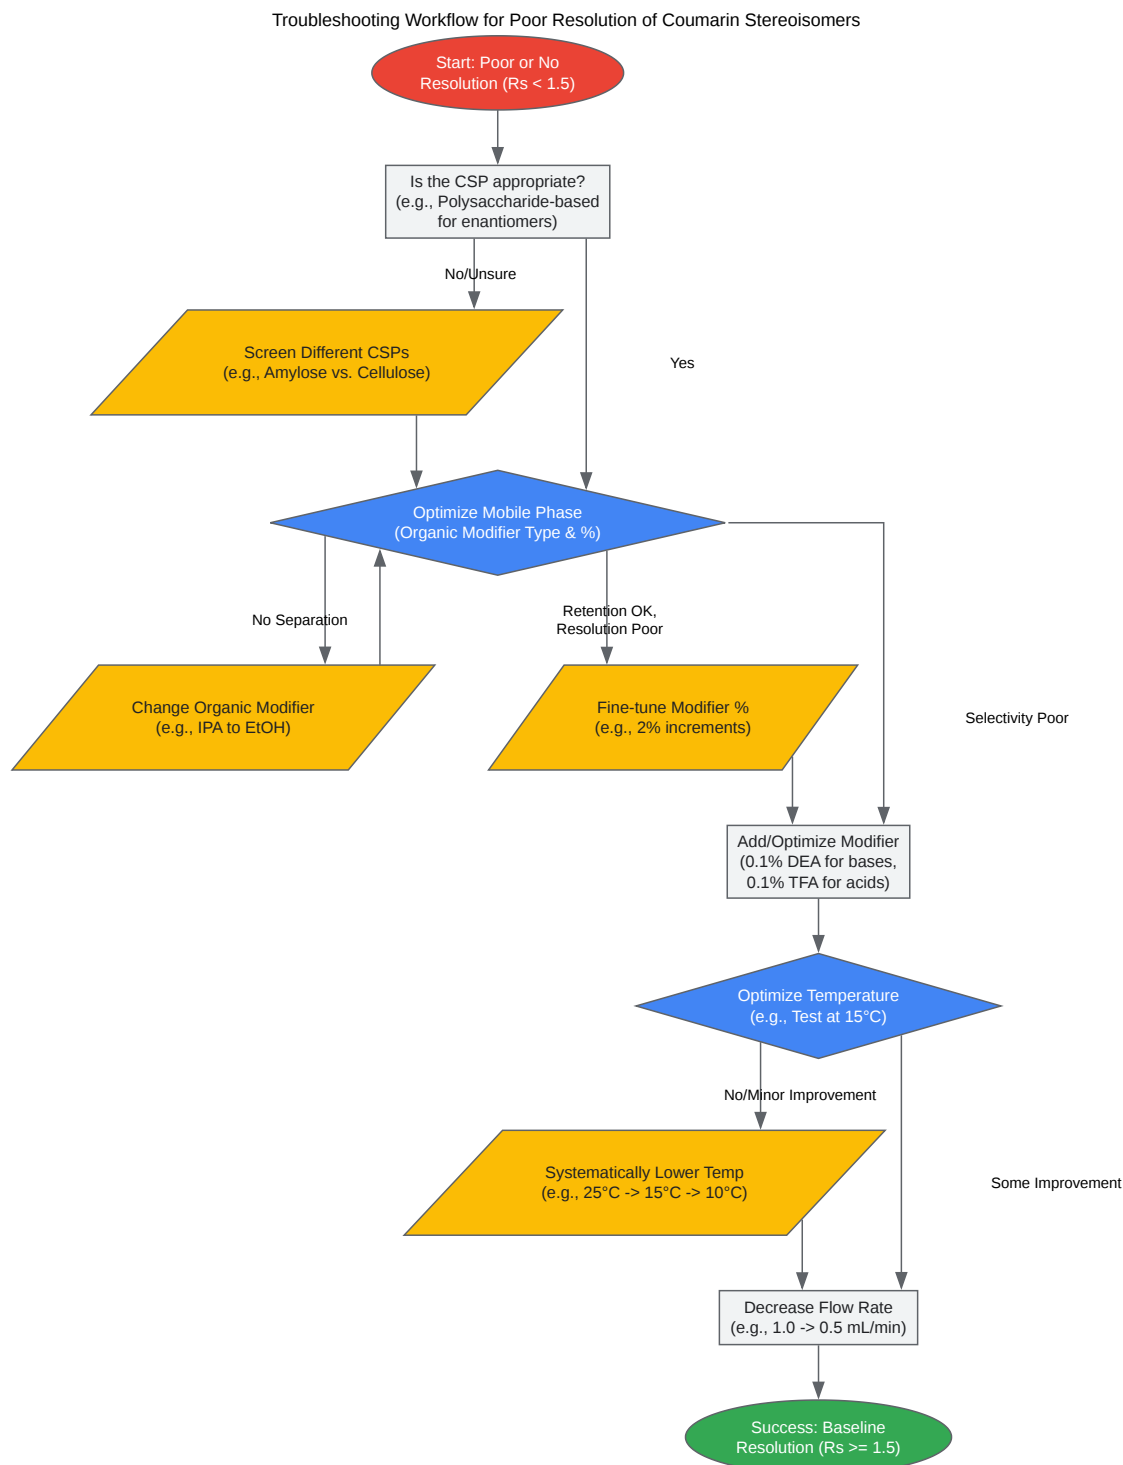 Troubleshooting Workflow for Poor Resolution of Coumarin Stereoisomers
Start: Poor or No
Resolution (Rs < 1.5)
Is the CSP appropriate?
(e.g., Polysaccharide-based
for enantiomers)
No/Unsure
Screen Different CSPs
(e.g., Amylose vs. Cellulose)
Yes
Optimize Mobile Phase
(Organic Modifier Type & %)
No Separation
Retention OK,
Resolution Poor
Change Organic Modifier
(e.g., IPA to EtOH)
Fine-tune Modifier %
(e.g., 2% increments)
Selectivity Poor
Add/Optimize Modifier
(0.1% DEA for bases,
0.1% TFA for acids)
Optimize Temperature
(e.g., Test at 15°C)
No/Minor Improvement
Systematically Lower Temp
(e.g., 25°C -> 15°C -> 10°C)
Some Improvement
Decrease Flow Rate
(e.g., 1.0 -> 0.5 mL/min)
Success: Baseline
Resolution (Rs >= 1.5)